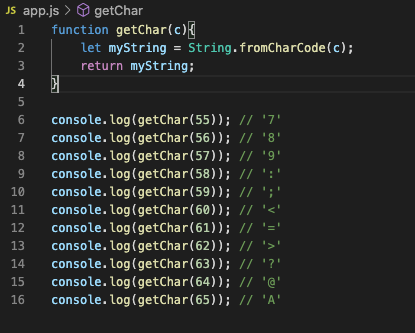 JS app.js > getChar
1 function getChar(c){
2     let myString = String.fromCharCode(c);
3     return myString;
4 }
5
6 console.log(getChar(55)); // '7'
7 console.log(getChar(56)); // '8'
8 console.log(getChar(57)); // '9'
9 console.log(getChar(58)); // ':'
10 console.log(getChar(59)); // ';'
11 console.log(getChar(60)); // '<'
12 console.log(getChar(61)); // '='
13 console.log(getChar(62)); // '>'
14 console.log(getChar(63)); // '?'
15 console.log(getChar(64)); // '@'
16 console.log(getChar(65)); // 'A'